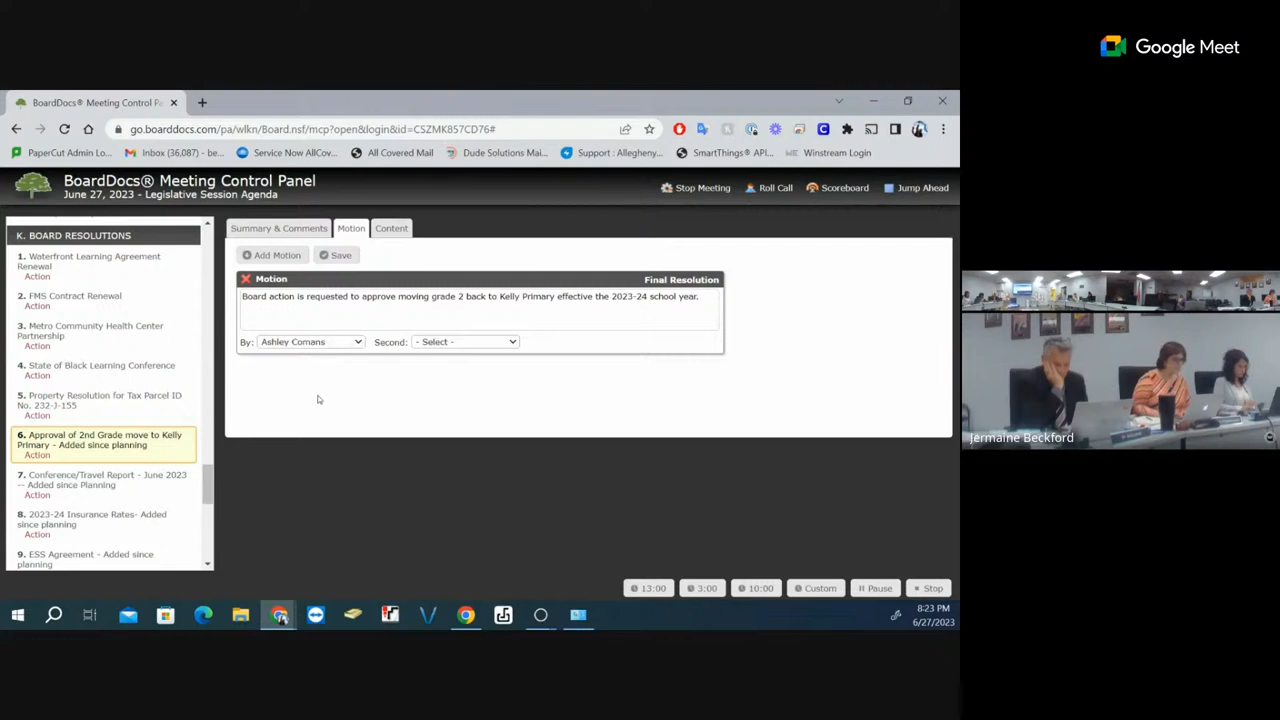 Google Meet
BoardDocs® Meeting Control Pa
go.boarddocs.com/pa/wlkn/Board.nsf/mcp?open&login&id=CSZMK857CD76#
PaperCut Admin Lo...
Inbox (36,087) - be...
Service Now AllCov...
All Covered Mail
Dude Solutions Mai...
Support : Allegheny...
SmartThings® API...
Winstream Login
BoardDocs® Meeting Control Panel
June 27, 2023 - Legislative Session Agenda
Stop Meeting
Roll Call
Scoreboard
Jump Ahead
K. BOARD RESOLUTIONS
1. Waterfront Learning Agreement
Renewal
Action
2. FMS Contract Renewal
Action
3. Metro Community Health Center
Partnership
Action
4. State of Black Learning Conference
Action
5. Property Resolution for Tax Parcel ID
No. 232-J-155
Action
6. Approval of 2nd Grade move to Kelly
Primary - Added since planning
Action
7. Conference/Travel Report - June 2023
-- Added since Planning
Action
8. 2023-24 Insurance Rates- Added
since planning
Action
9. ESS Agreement - Added since
planning
Summary & Comments
Motion
Content
Add Motion
Save
Motion
Final Resolution
Board action is requested to approve moving grade 2 back to Kelly Primary effective the 2023-24 school year.
By: Ashley Comans
Second: - Select -
13:00
3:00
10:00
Custom
Pause
Stop
8:23 PM
6/27/2023
Jermaine Beckford